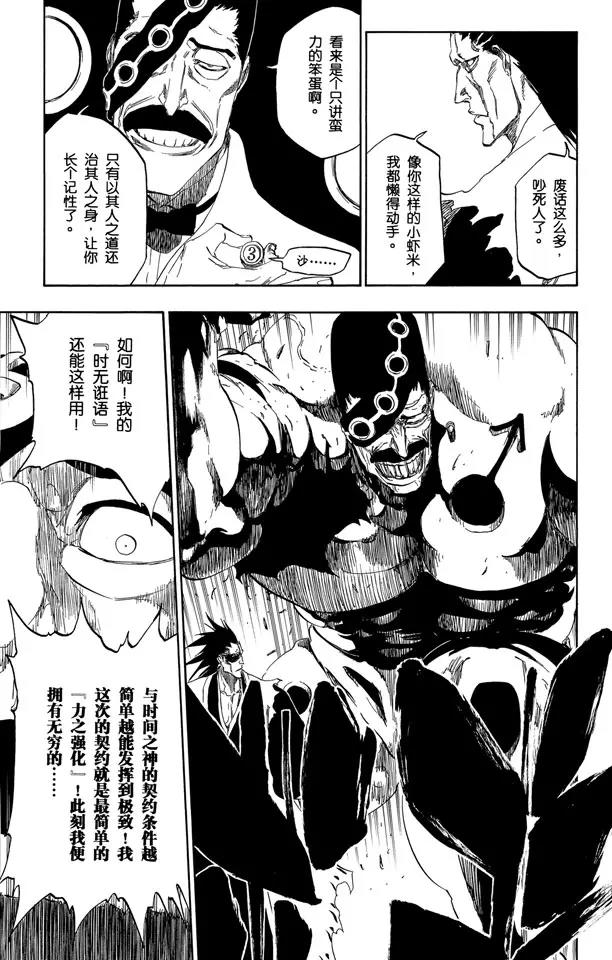 废话这么多，
吵死人了。
像你这样的小虾米，
我都懒得动手。
看来是个只讲蛮
力的笨蛋啊。
只有以其人之道还
治其人之身，让你
长个记性了。
③
沙……
如何啊！我的
『时无诳语』
还能这样用！
与时间之神的契约条件越
简单越能发挥到极致！我
这次的契约就是最简单的
『力之强化』！此刻我便
拥有无穷的……